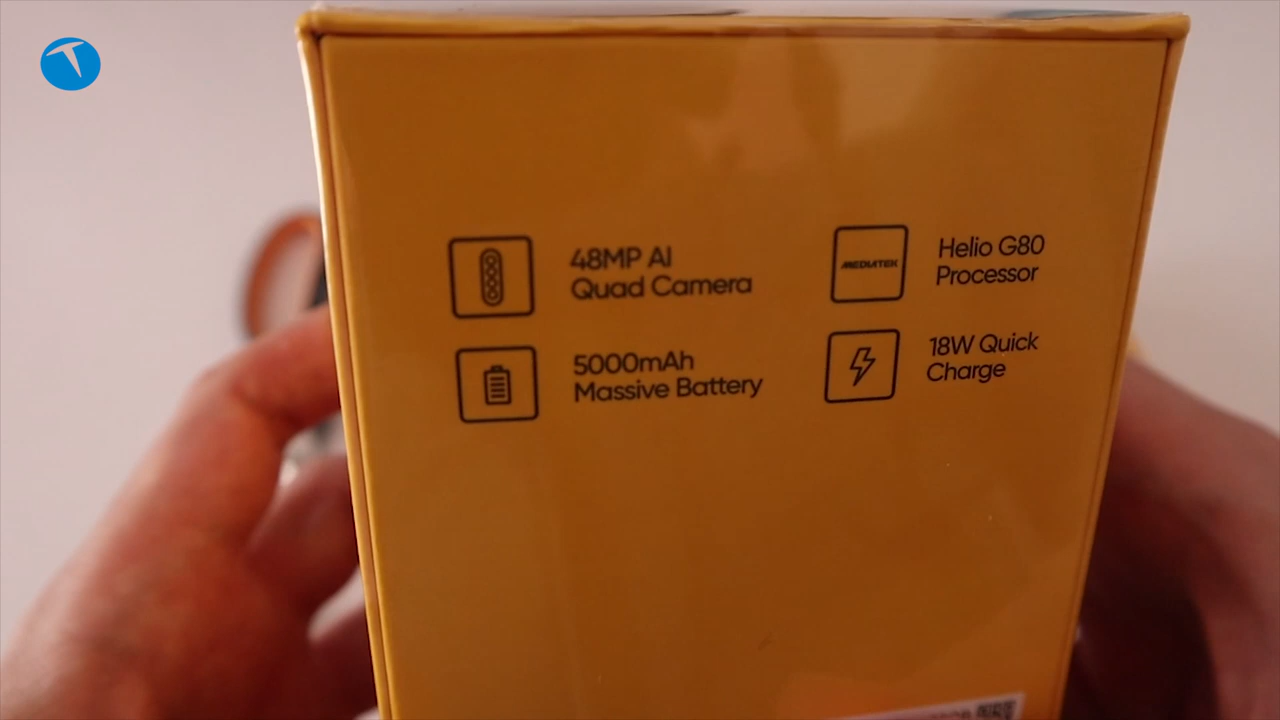 48MP AI
Quad Camera
MEDIATEK
Helio G80
Processor
5000mAh
Massive Battery
18W Quick
Charge